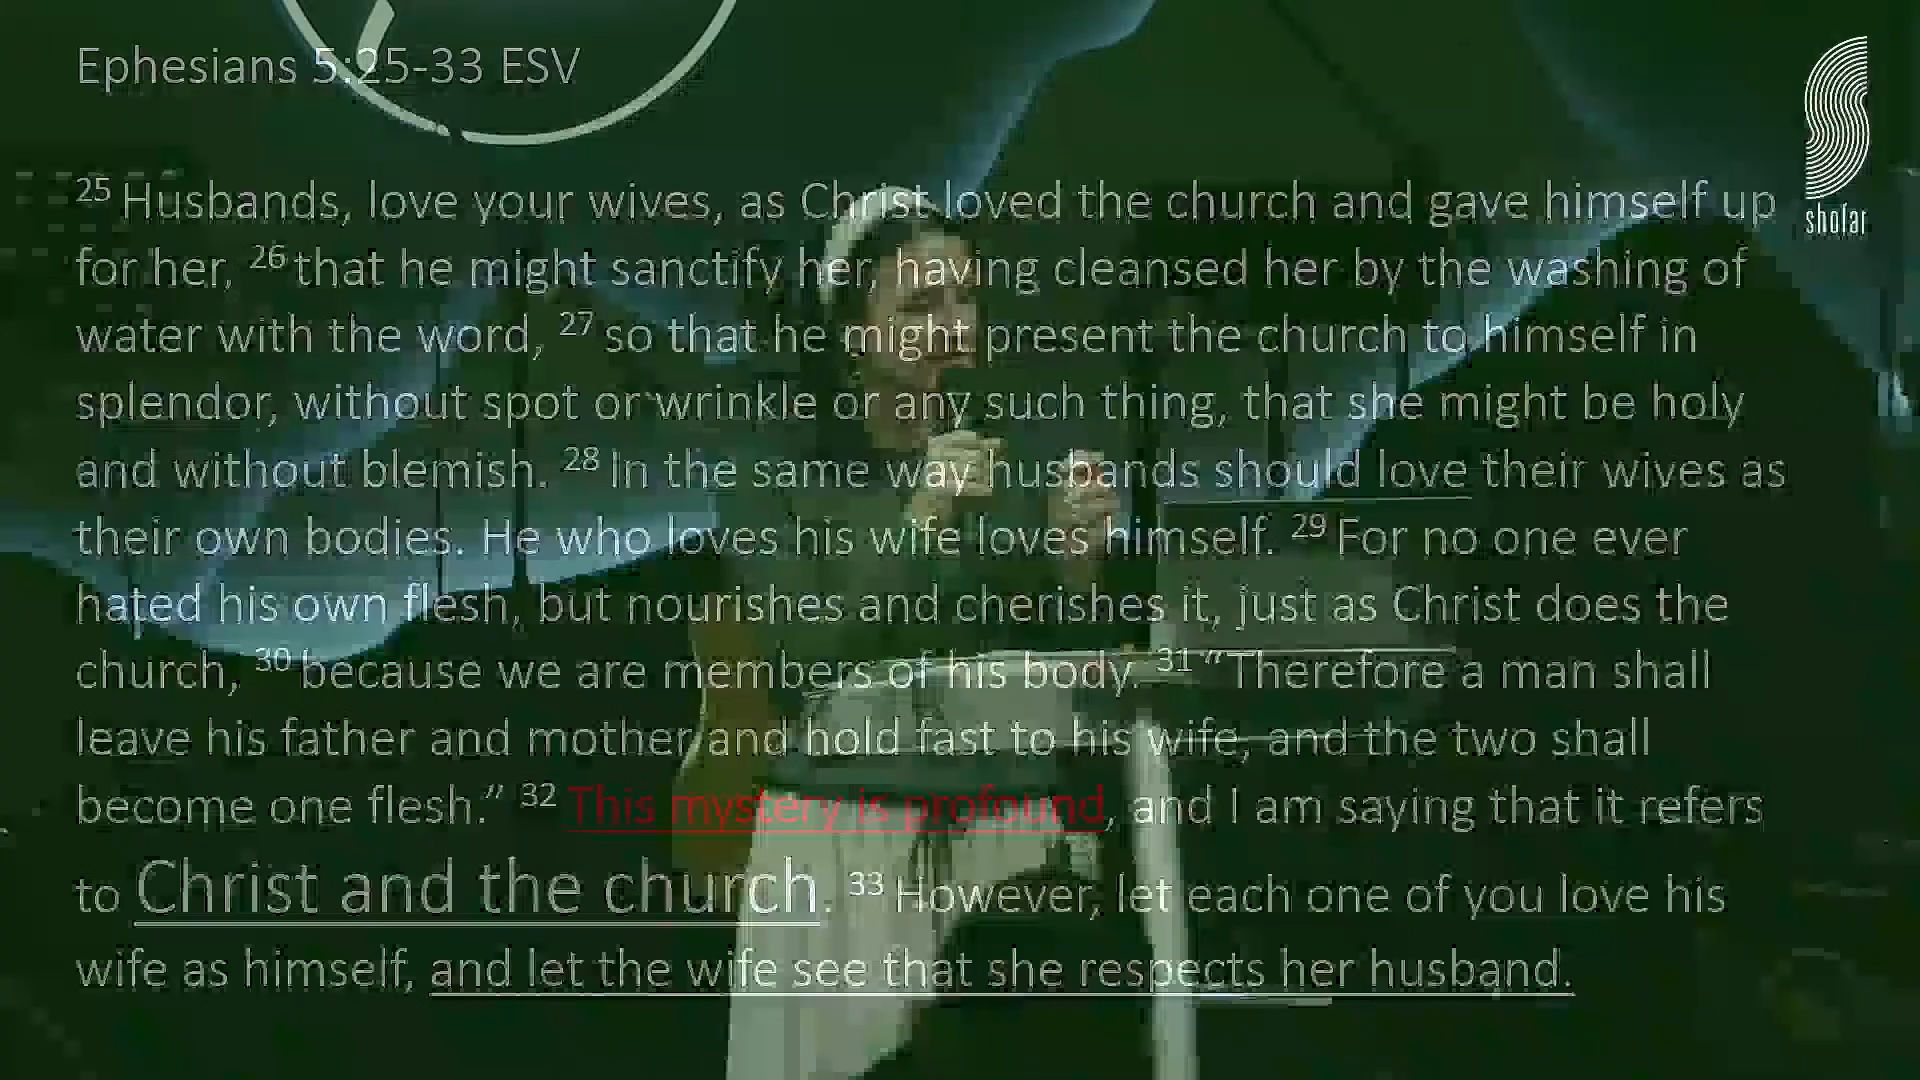 Ephesians 5:25-33 ESV
shofar
25 Husbands, love your wives, as Christ loved the church and gave himself up
for her, 26 that he might sanctify her, having cleansed her by the washing of
water with the word, 27 so that he might present the church to himself in
splendor, without spot or wrinkle or any such thing, that she might be holy
and without blemish. 28 In the same way husbands should love their wives as
their own bodies. He who loves his wife loves himself. 29 For no one ever
hated his own flesh, but nourishes and cherishes it, just as Christ does the
church, 30 because we are members of his body. 31 “Therefore a man shall
leave his father and mother and hold fast to his wife, and the two shall
become one flesh.” 32 This mystery is profound, and I am saying that it refers
to Christ and the church. 33 However, let each one of you love his
wife as himself, and let the wife see that she respects her husband.